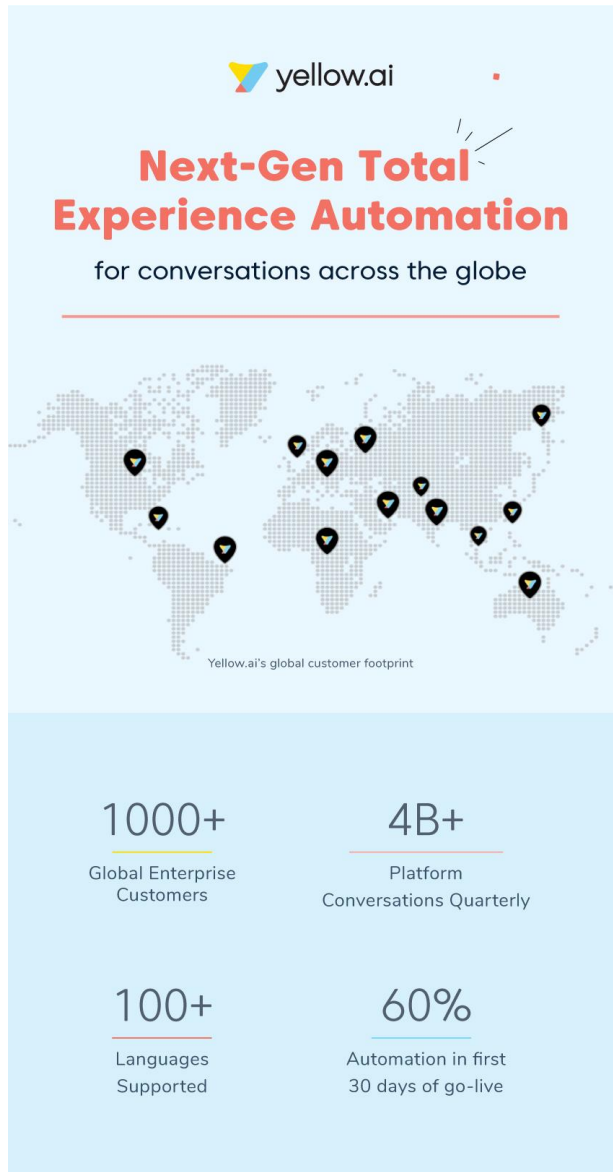 yellow.ai
Next-Gen Total
Experience Automation
for conversations across the globe
Yellow.ai's global customer footprint
1000+
Global Enterprise
Customers
4B+
Platform
Conversations Quarterly
100+
Languages
Supported
60%
Automation in first
30 days of go-live